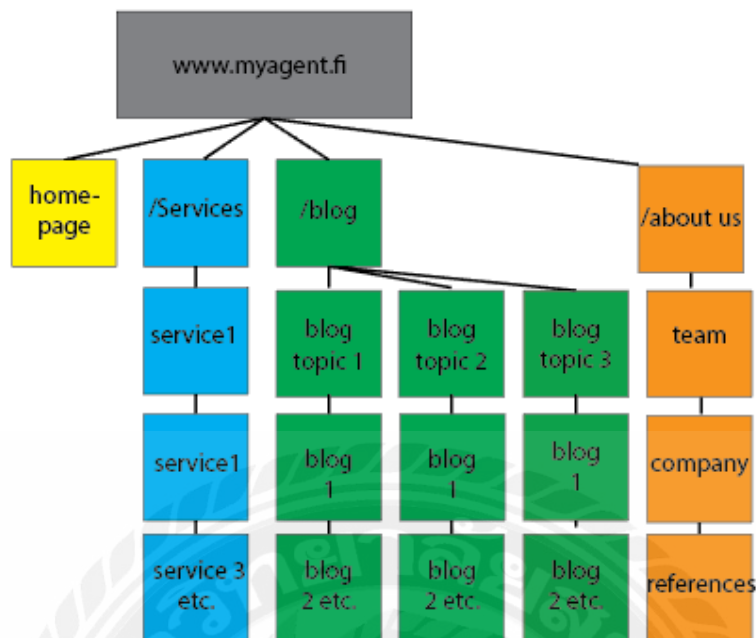 www.myagent.fi
home-
page
/Services
/blog
/about us
service1
blog
topic 1
blog
topic 2
blog
topic 3
team
service1
blog
1
blog
1
blog
1
company
service 3
etc.
blog
2 etc.
blog
2 etc.
blog
2 etc.
references